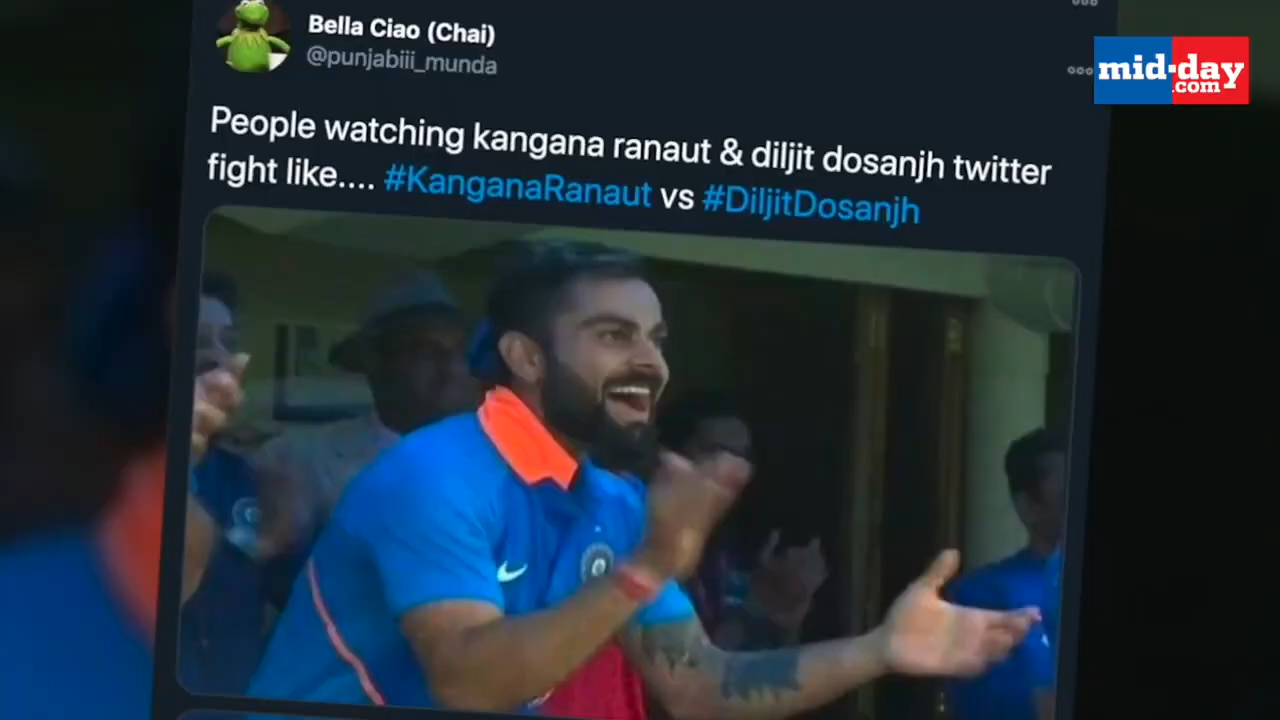 Bella Ciao (Chai)
@punjabiii_munda
mid-day
.com
People watching kangana ranaut & diljit dosanjh twitter
fight like.... #KanganaRanaut vs #DiljitDosanjh